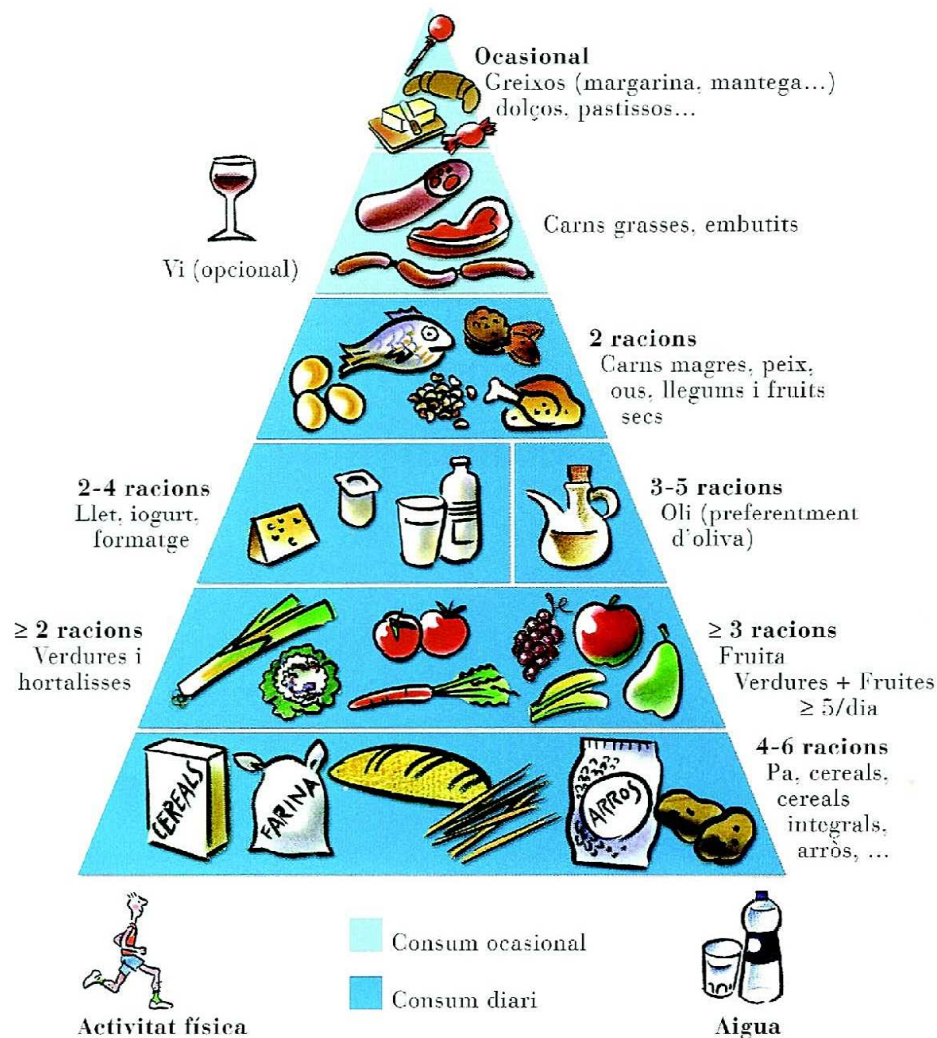 Ocasional
Greixos (margarina, mantega...)
dolços, pastissos...
Vi (opcional)
Carns grasses, embutits
2 racions
Carns magres, peix,
ous, llegums i fruits
secs
2-4 racions
Llet, iogurt,
formatge
3-5 racions
Oli (preferentment
d'oliva)
≥ 2 racions
Verdures i
hortalisses
≥ 3 racions
Fruita
Verdures + Fruites
≥ 5/dia
CEREALS
FARINA
ARROS
4-6 racions
Pa, cereals,
cereals
integrals,
arròs, ...
Activitat física
Consum ocasional
Consum diari
Aigua